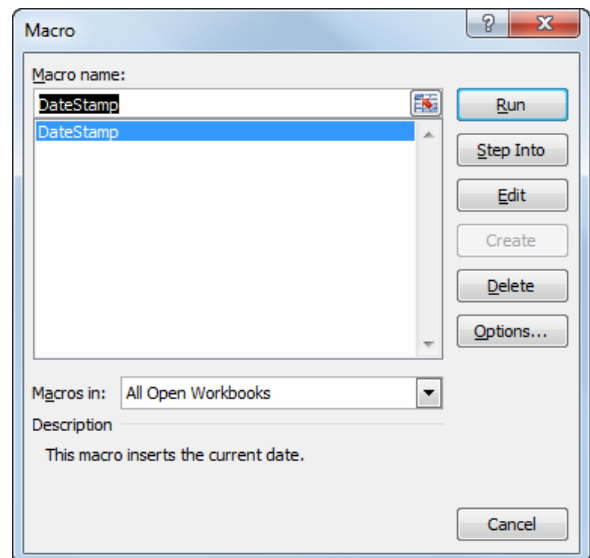 Macro
?
X
Macro name:
DateStamp
DateStamp
Run
Step Into
Edit
Create
Delete
Options...
Macros in: All Open Workbooks
Description
This macro inserts the current date.
Cancel